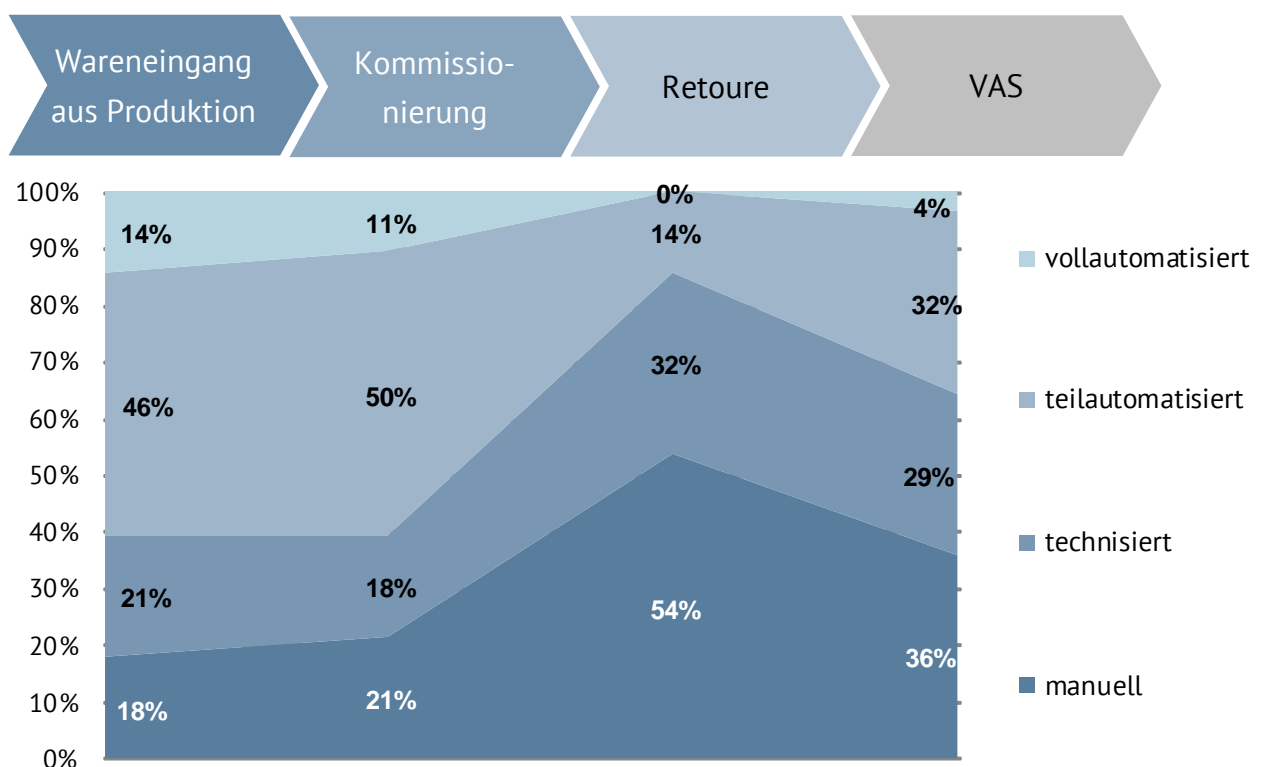 Wareneingang
aus Produktion
Kommissio-
nierung
Retoure
VAS
100%
90%
80%
70%
60%
50%
40%
30%
20%
10%
0%
14%
11%
0%
4%
46%
50%
14%
32%
21%
18%
32%
29%
18%
21%
54%
36%
vollautomatisiert
teilautomatisiert
technisiert
manuell